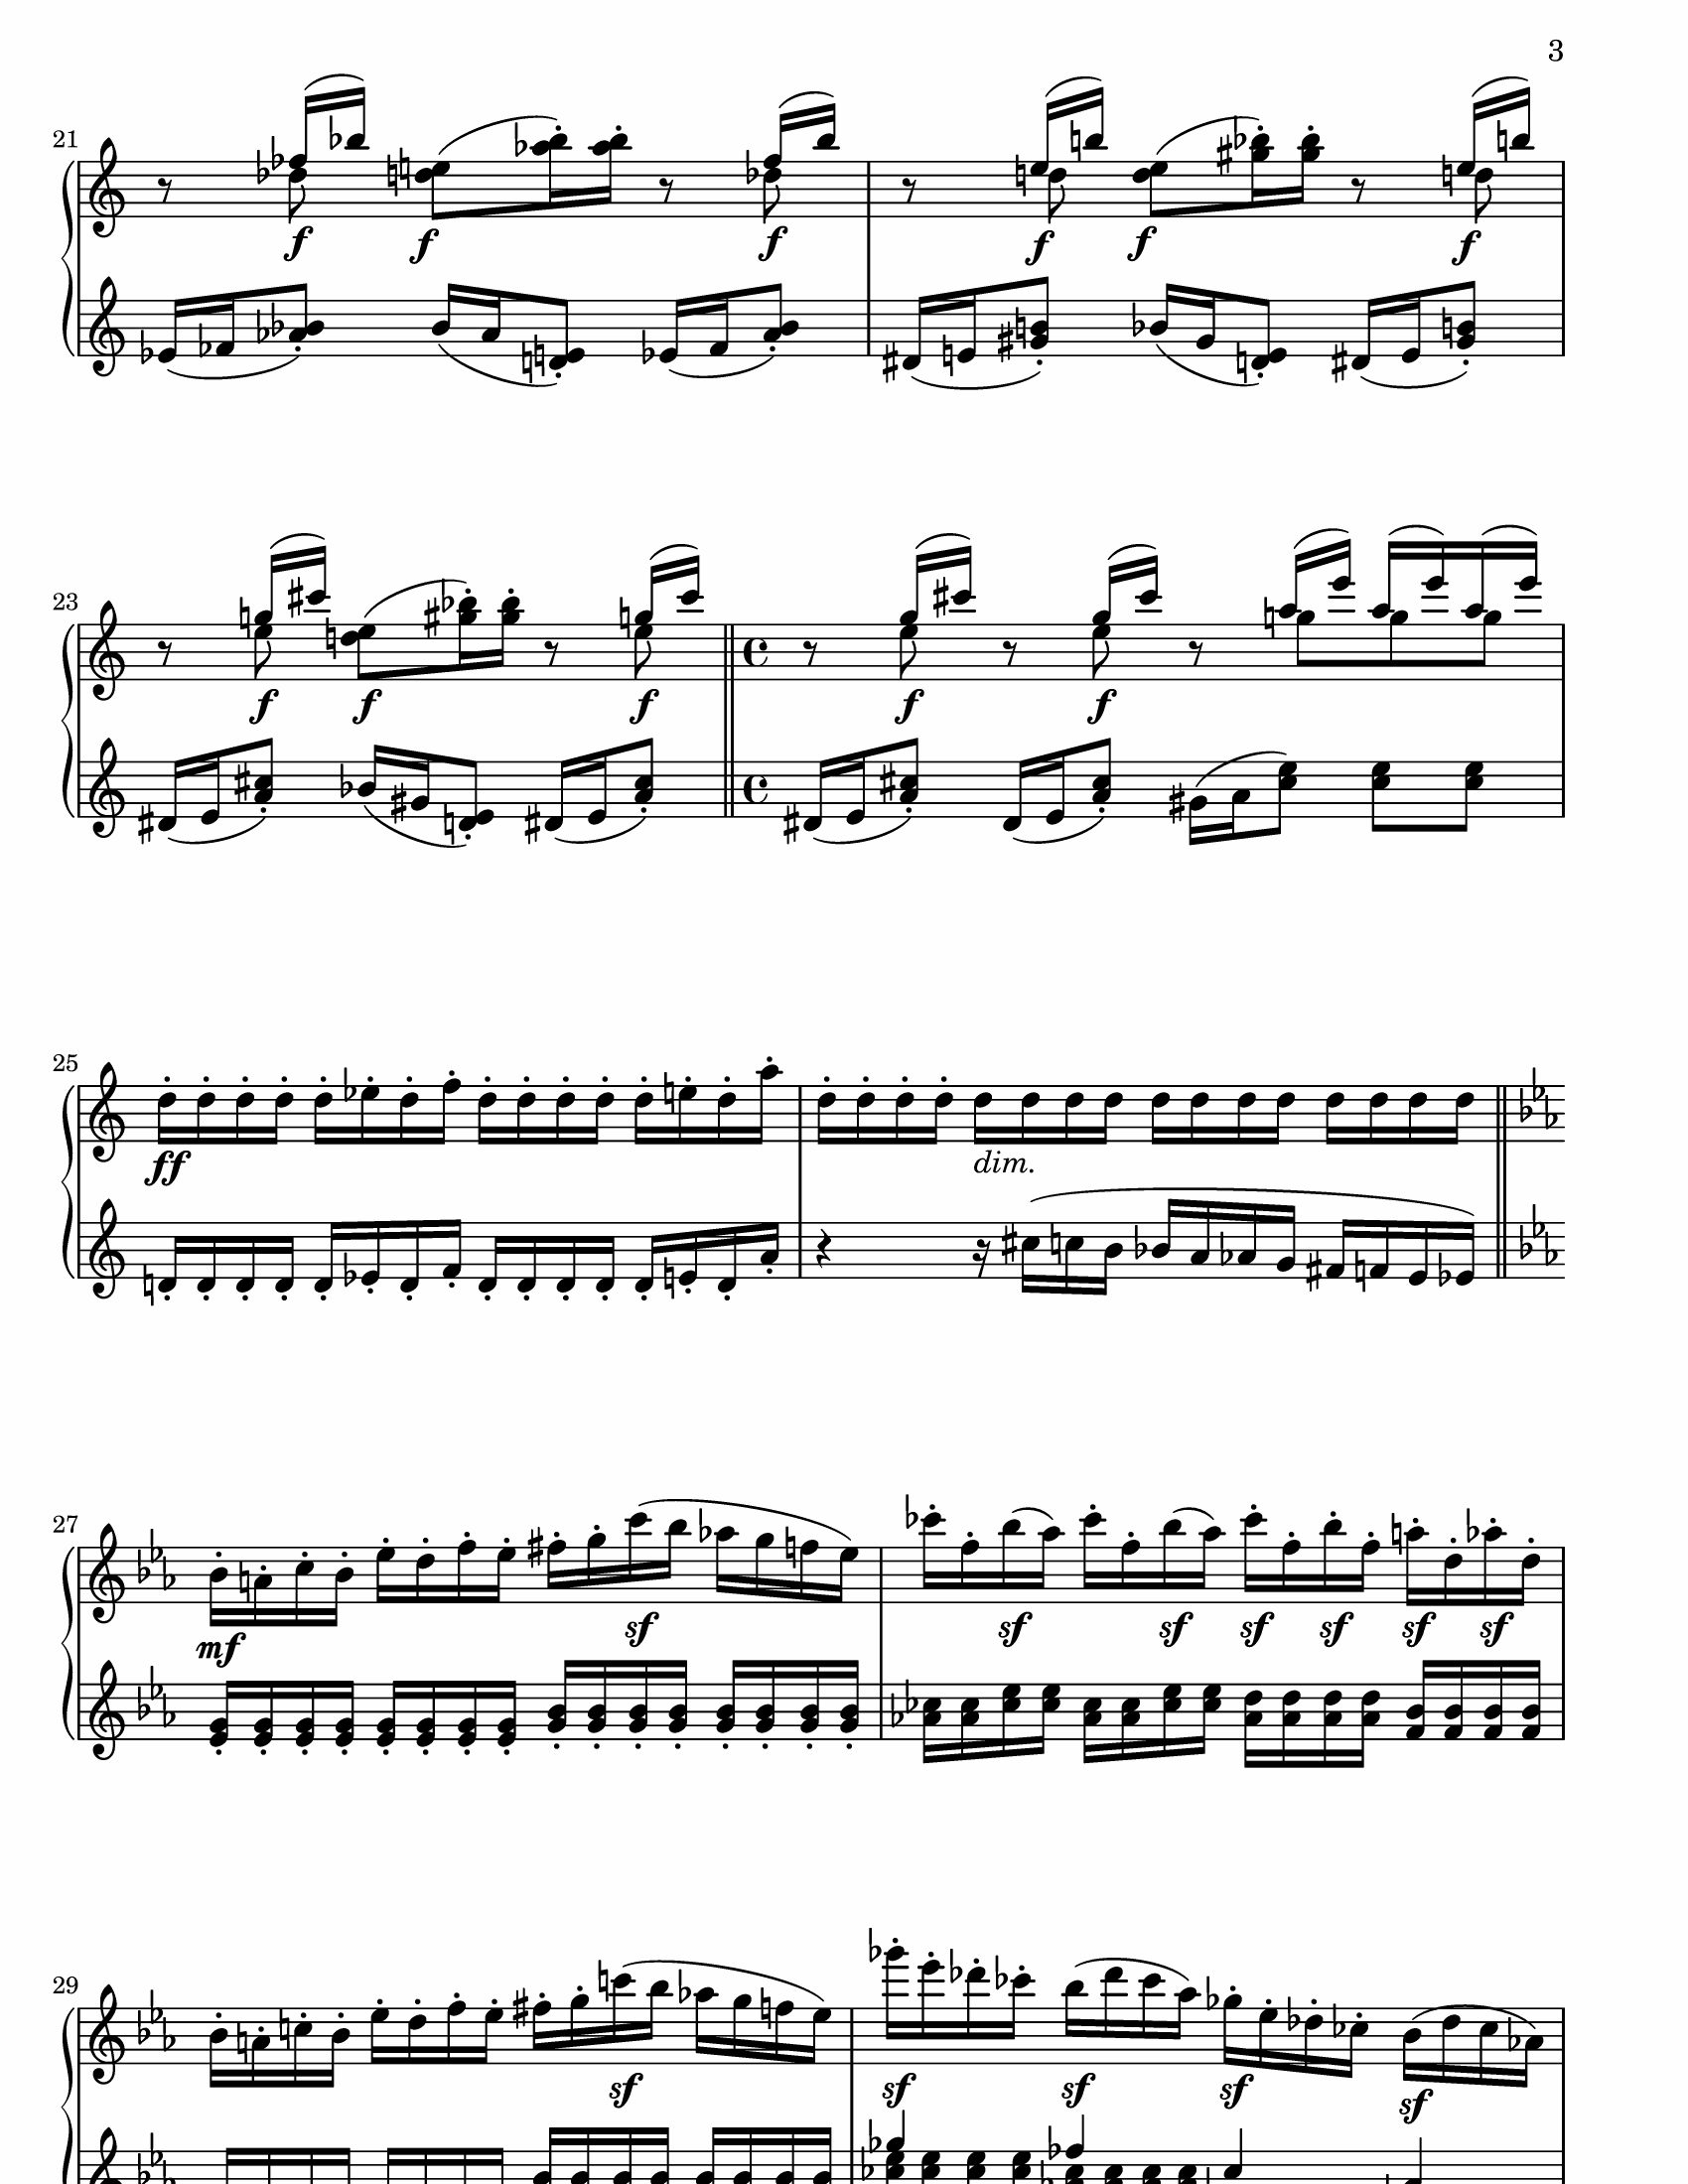 3
21
f f f f f f
23
f f f f f
25
ff dim.
27
mf sf sf sf sf sf sf sf
29
sf sf sf sf sf